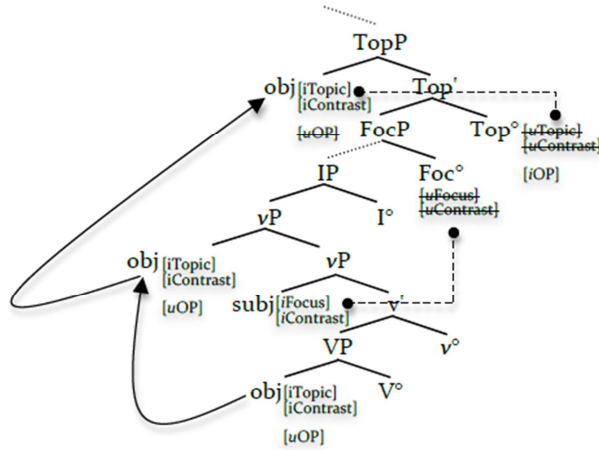 TopP
obj [iTopic] Top'
[iContrast]
[uOP] FocP Top° [uTopic]
[uContrast]
[iOP]
IP Foc°
[uFocus]
[uContrast]
vP I°
obj [iTopic] vP
[iContrast]
[uOP]
subj [iFocus] v'
[iContrast]
VP v°
obj [iTopic] V°
[iContrast]
[uOP]